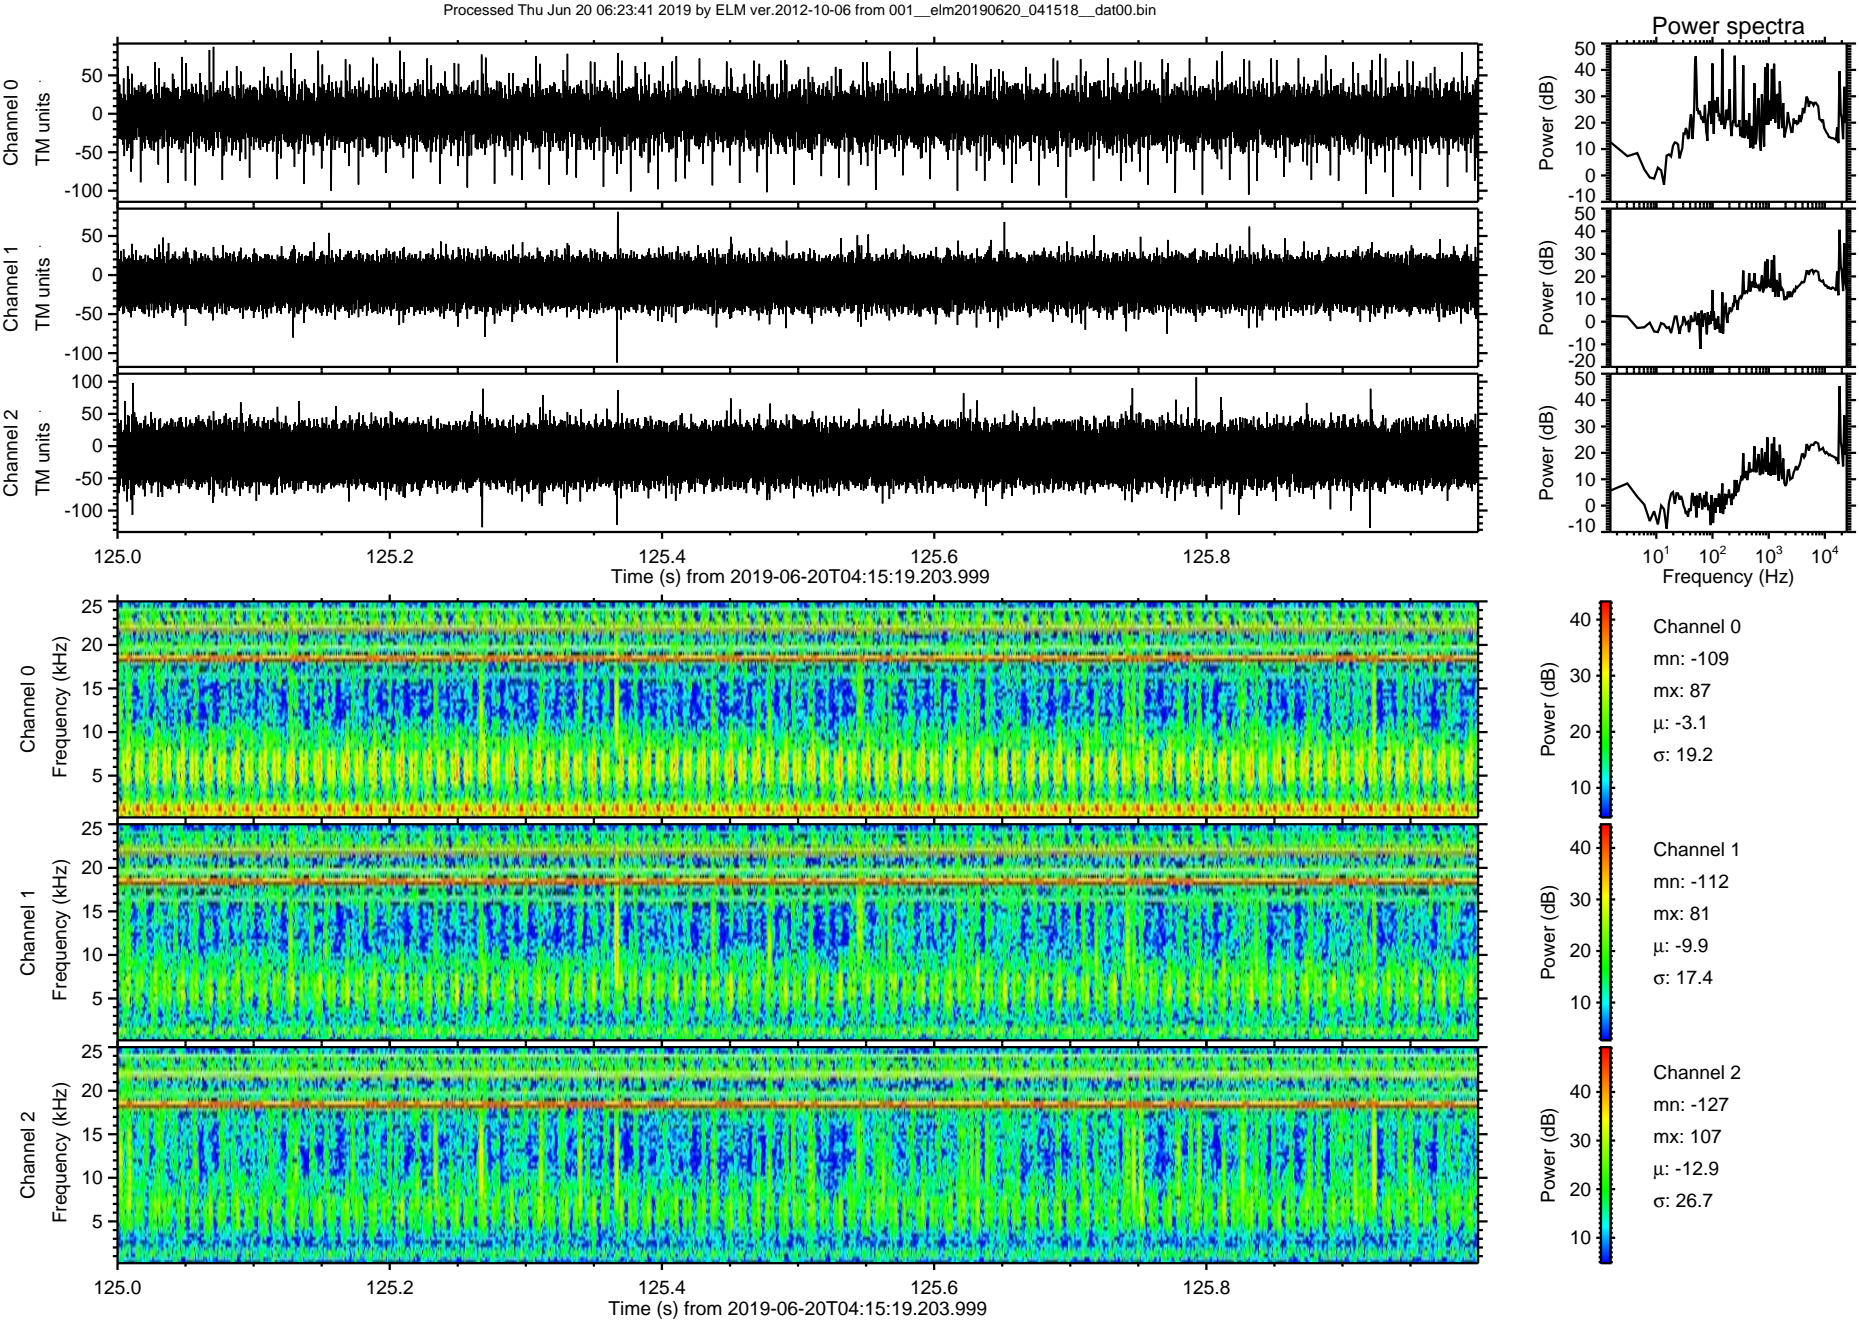 Processed Thu Jun 20 06:23:41 2019 by ELM ver.2012-10-06 from 001__elm20190620_041518__dat00.bin
Power spectra
Channel 0
TM units
50
0
-50
-100
Power (dB)
50
40
30
20
10
0
-10
Channel 1
TM units
50
0
-50
-100
Power (dB)
50
40
30
20
10
0
-10
-20
Channel 2
TM units
100
50
0
-50
-100
Power (dB)
50
40
30
20
10
0
-10
125.0 125.2 125.4 125.6 125.8
Time (s) from 2019-06-20T04:15:19.203.999
10¹ 10² 10³ 10⁴
Frequency (Hz)
Channel 0
Frequency (kHz)
25
20
15
10
5
Power (dB)
40
30
20
10
Channel 0
mn: -109
mx: 87
µ: -3.1
σ: 19.2
Channel 1
Frequency (kHz)
25
20
15
10
5
Power (dB)
40
30
20
10
Channel 1
mn: -112
mx: 81
µ: -9.9
σ: 17.4
Channel 2
Frequency (kHz)
25
20
15
10
5
Power (dB)
40
30
20
10
Channel 2
mn: -127
mx: 107
µ: -12.9
σ: 26.7
125.0 125.2 125.4 125.6 125.8
Time (s) from 2019-06-20T04:15:19.203.999